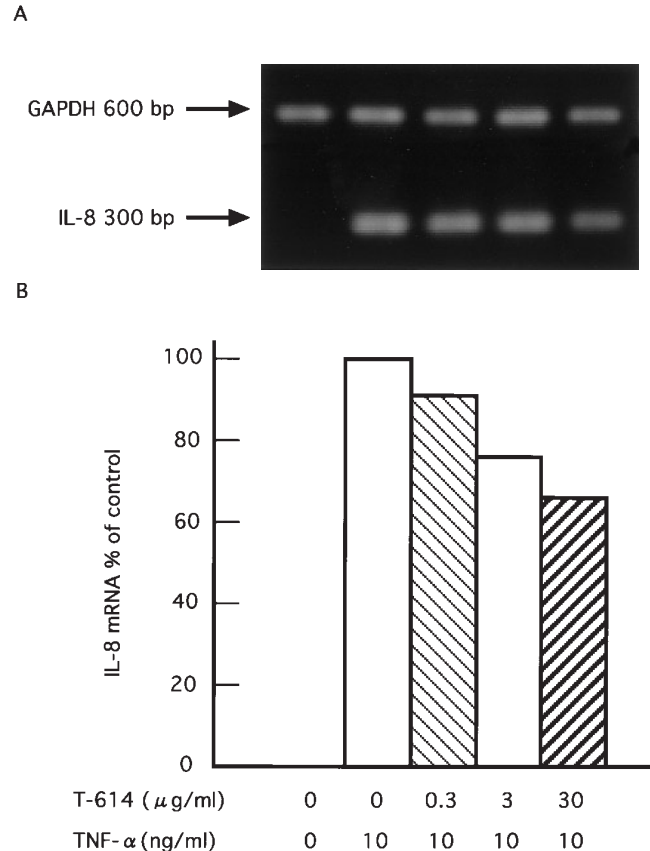 A
GAPDH 600 bp
IL-8 300 bp
B
IL-8 mRNA % of control
100
80
60
40
20
0
T-614 (μg/ml) 0 0 0.3 3 30
TNF-α(ng/ml) 0 10 10 10 10